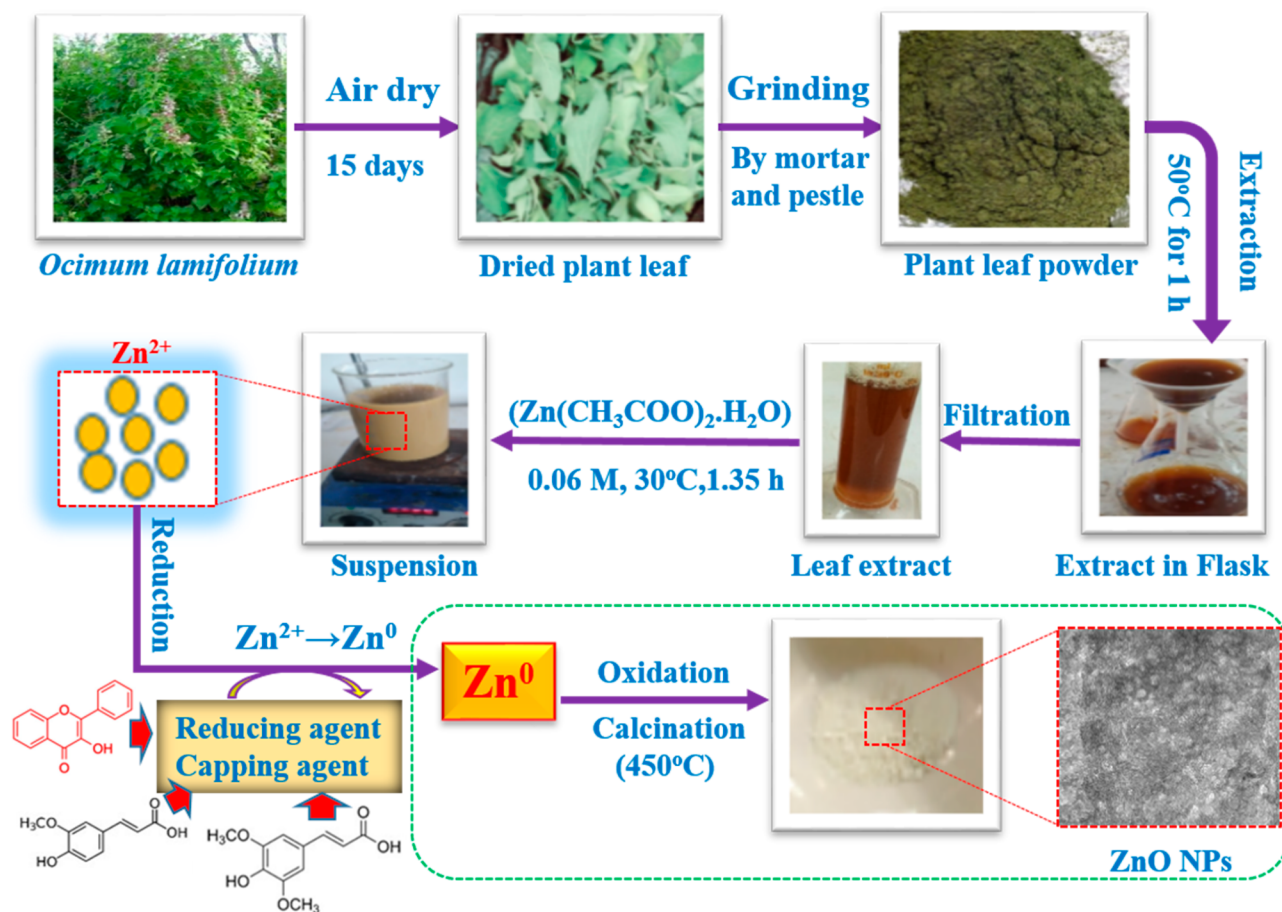 Air dry
15 days
Grinding
By mortar
and pestle
Extraction
50°C for 1 h
Ocimum lamifolium
Dried plant leaf
Plant leaf powder
Zn²⁺
(Zn(CH₃COO)₂.H₂O)
0.06 M, 30°C,1.35 h
Filtration
Suspension
Leaf extract
Extract in Flask
Reduction
Zn²⁺→Zn⁰
Zn⁰
Oxidation
Calcination
(450°C)
Reducing agent
Capping agent
O
OH
O
H₃CO
HO
O
OH
H₃CO
HO
OCH₃
O
OH
ZnO NPs